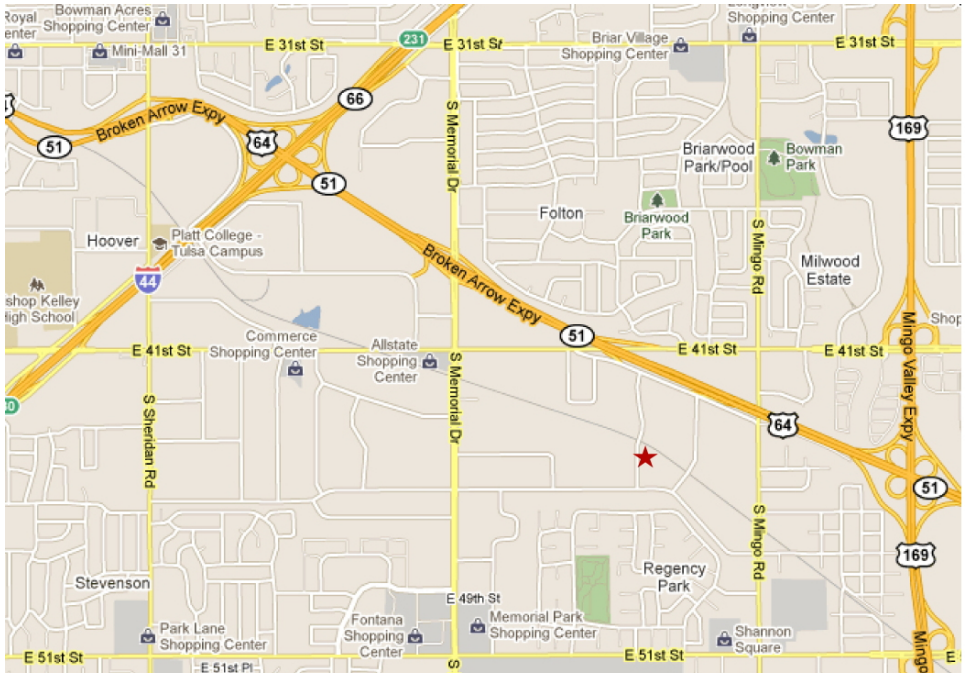 Bowman Acres
Shopping Center
Royal
enter
Mini-Mall 31
E 31st St
231
E 31st St
Briar Village
Shopping Center
Shopping Center
E 31st St
66
Broken Arrow Expy
51
64
51
S Memorial Dr
169
Briarwood
Park/Pool
Bowman
Park
Folton
Briarwood
Park
Hoover
Platt College -
Tulsa Campus
44
S Mingo Rd
Milwood
Estate
Broken Arrow Expy
shop Kelley
High School
Commerce
Shopping Center
Mingo Valley Expy
Shop
51
E 41st St
Allstate
Shopping
Center
E 41st St
E 41st St
S Memorial Dr
S Sheridan Rd
64
51
S Mingo Rd
169
Stevenson
Regency
Park
E 49th St
Park Lane
Shopping Center
Fontana
Shopping
Center
Memorial Park
Shopping Center
Shannon
Square
Mingo
E 51st St
E 51st Pl
S
E 51st St
E